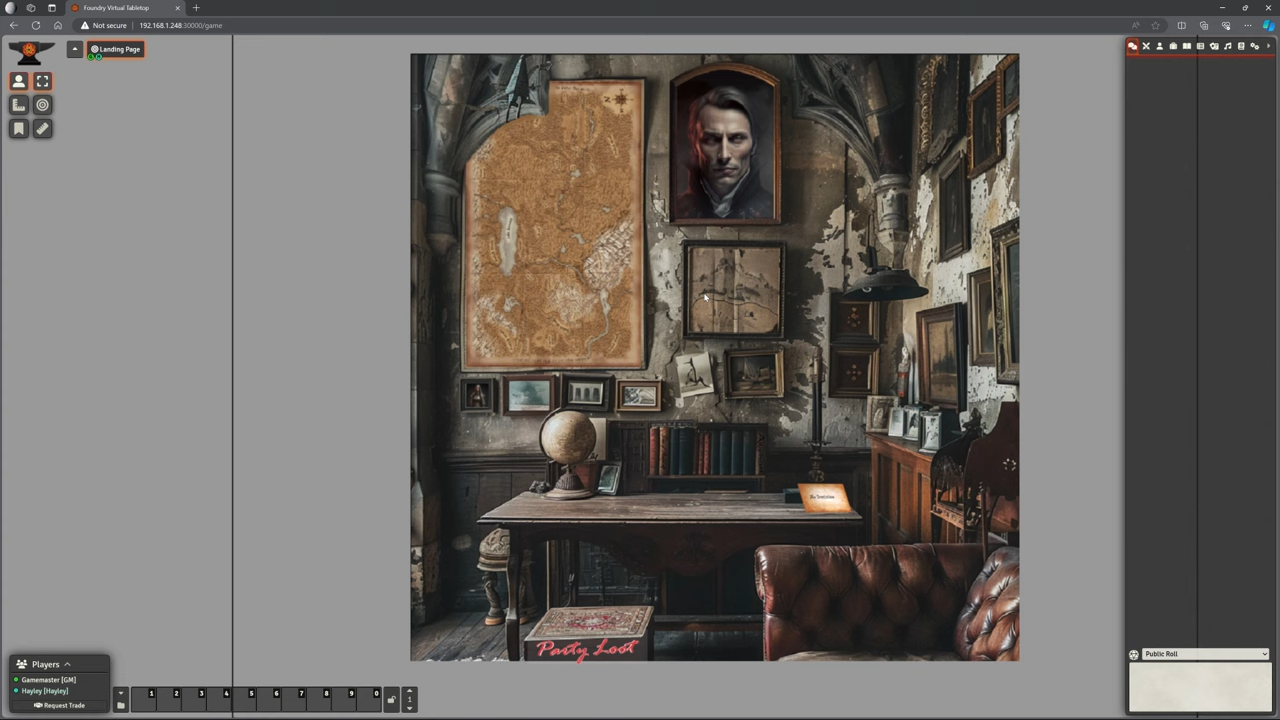 Foundry Virtual Tabletop
Not secure
192.168.1.248:30000/game
Landing Page
Party Loot
Players
Gamemaster [GM]
Hayley [Hayley]
Request Trade
1 2 3 4 5 6 7 8 9 0
1
Public Roll